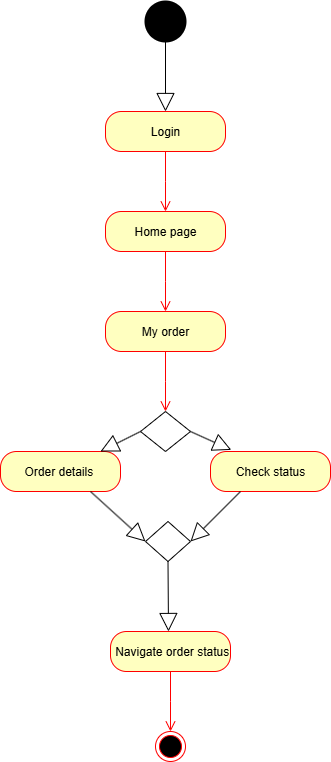 Login
Home page
My order
Order details
Check status
Navigate order status